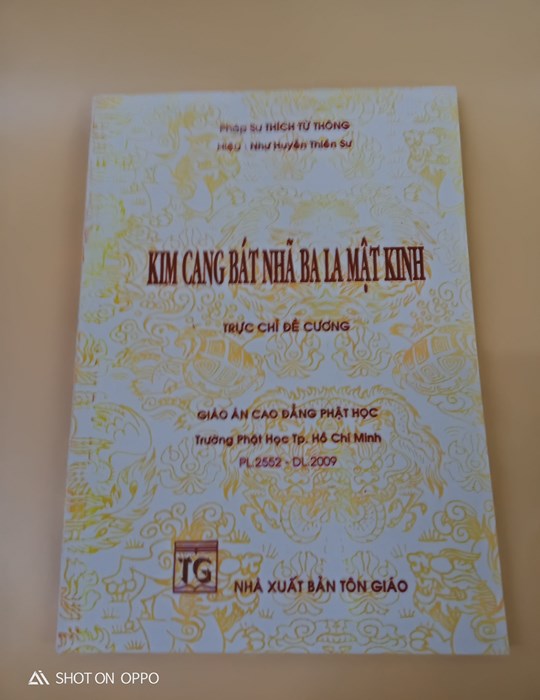 Pháp Sư THÍCH TỪ THÔNG
Hiệu : Như Huyễn Thiền Sư
KIM CANG BÁT NHÃ BA LA MẬT KINH
TRỰC CHỈ ĐỀ CƯƠNG
GIÁO ÁN CAO ĐẲNG PHẬT HỌC
Trường Phật Học Tp. Hồ Chí Minh
PL.2552 - DL.2009
TG
NHÀ XUẤT BẢN TÔN GIÁO
SHOT ON OPPO